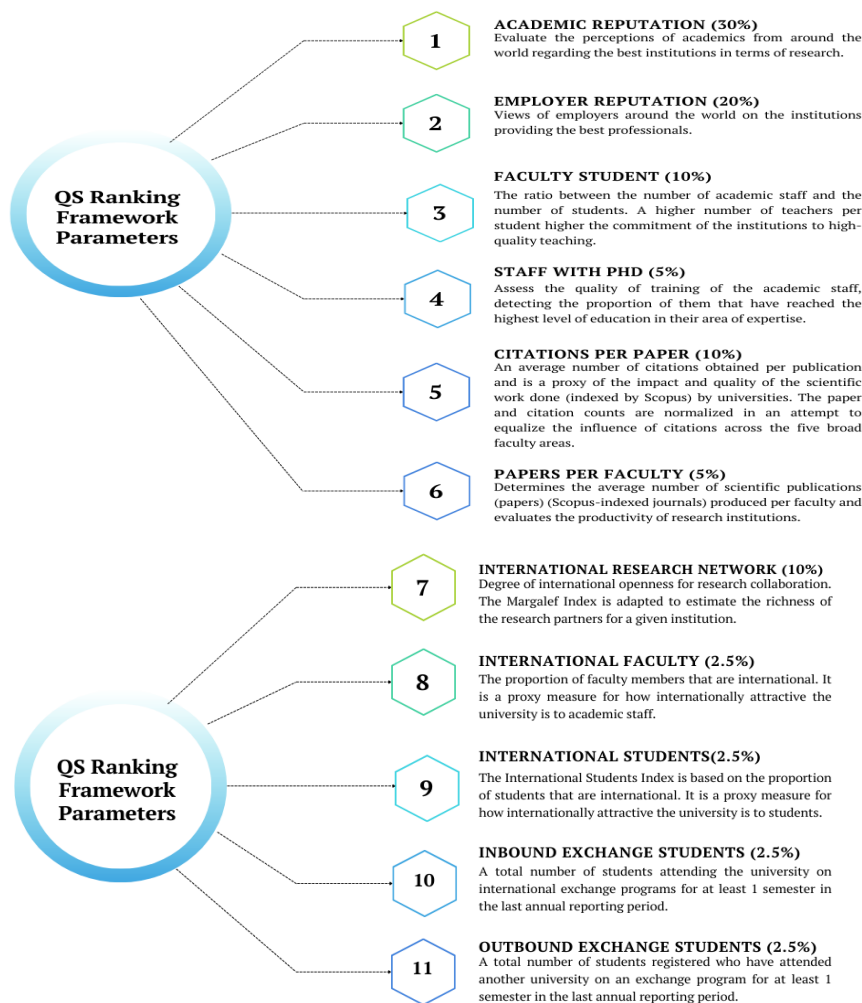 QS Ranking
Framework
Parameters
1
ACADEMIC REPUTATION (30%)
Evaluate the perceptions of academics from around the
world regarding the best institutions in terms of research.
2
EMPLOYER REPUTATION (20%)
Views of employers around the world on the institutions
providing the best professionals.
3
FACULTY STUDENT (10%)
The ratio between the number of academic staff and the
number of students. A higher number of teachers per
student higher the commitment of the institutions to high-
quality teaching.
4
STAFF WITH PHD (5%)
Assess the quality of training of the academic staff,
detecting the proportion of them that have reached the
highest level of education in their area of expertise.
5
CITATIONS PER PAPER (10%)
An average number of citations obtained per publication
and is a proxy of the impact and quality of the scientific
work done (indexed by Scopus) by universities. The paper
and citation counts are normalized in an attempt to
equalize the influence of citations across the five broad
faculty areas.
6
PAPERS PER FACULTY (5%)
Determines the average number of scientific publications
(papers) (Scopus-indexed journals) produced per faculty and
evaluates the productivity of research institutions.
QS Ranking
Framework
Parameters
7
INTERNATIONAL RESEARCH NETWORK (10%)
Degree of international openness for research collaboration.
The Margalef Index is adapted to estimate the richness of
the research partners for a given institution.
8
INTERNATIONAL FACULTY (2.5%)
The proportion of faculty members that are international. It
is a proxy measure for how internationally attractive the
university is to academic staff.
9
INTERNATIONAL STUDENTS(2.5%)
The International Students Index is based on the proportion
of students that are international. It is a proxy measure for
how internationally attractive the university is to students.
10
INBOUND EXCHANGE STUDENTS (2.5%)
A total number of students attending the university on
international exchange programs for at least 1 semester in
the last annual reporting period.
11
OUTBOUND EXCHANGE STUDENTS (2.5%)
A total number of students registered who have attended
another university on an exchange program for at least 1
semester in the last annual reporting period.